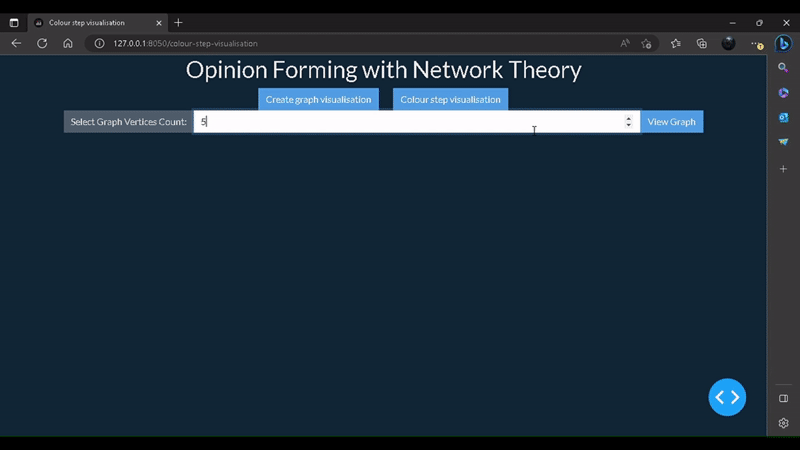 Colour step visualisation
127.0.0.1:8050/colour-step-visualisation
Opinion Forming with Network Theory
Create graph visualisation Colour step visualisation
Select Graph Vertices Count: 5 View Graph